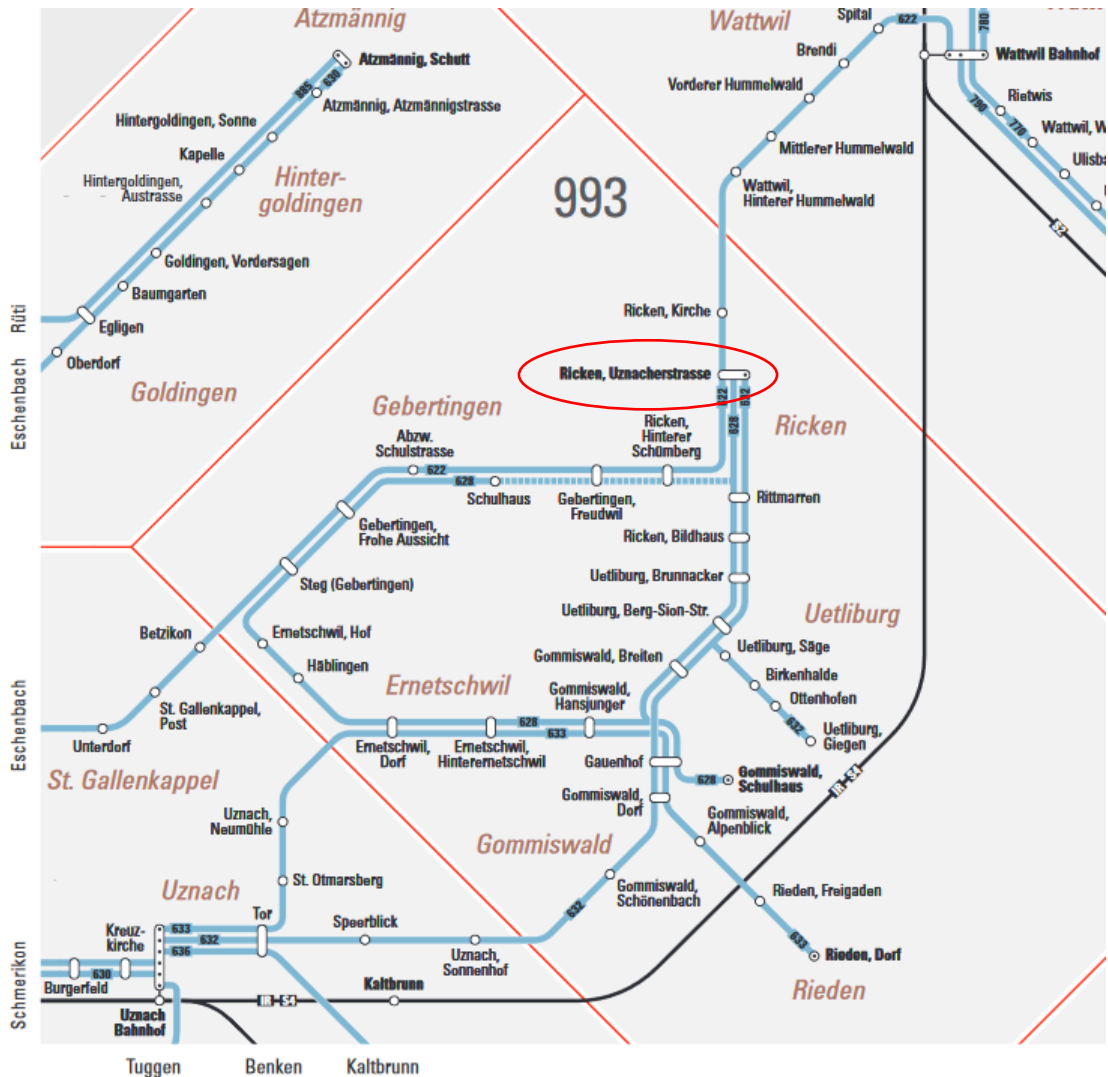 Atzmännig
Wattwil
Spital
622
780
Atzmännig, Schutt
Brendi
Wattwil Bahnhof
885
630
Vorderer Hummelwald
790
Rietwis
Atzmännig, Atzmännigstrasse
770
Hintergoldingen, Sonne
Wattwil, W
Mittlerer Hummelwald
Kapelle
Ulisba
Hintergoldingen,
Austrasse
Hinter-
goldingen
993
Wattwil,
Hinterer Hummelwald
S2
Goldingen, Vordersagen
Baumgarten
Rüti
Egligen
Ricken, Kirche
Oberdorf
Eschenbach
Goldingen
Ricken, Uznacherstrasse
622
628
632
Gebertingen
Ricken,
Hinterer
Schümberg
Ricken
Abzw.
Schulstrasse
622
628
Schulhaus
Gebertingen,
Freudwil
Rittmarren
Gebertingen,
Frohe Aussicht
Ricken, Bildhaus
Steg (Gebertingen)
Uetliburg, Brunnacker
Uetliburg
Uetliburg, Berg-Sion-Str.
Betzikon
Ernetschwil, Hof
Uetliburg, Säge
Häblingen
Gommiswald, Breiten
Birkenhalde
Ernetschwil
Gommiswald,
Hansjunger
Ottenhofen
St. Gallenkappel,
Post
628
633
632
Uetliburg,
Giegen
Eschenbach
Unterdorf
Ernetschwil,
Dorf
Ernetschwil,
Hinterernetschwil
Gauenhof
628
Gommiswald,
Schulhaus
IR
S4
St. Gallenkappel
Gommiswald,
Dorf
Uznach,
Neumühle
Gommiswald,
Alpenblick
Gommiswald
Uznach
St. Otmarsberg
Gommiswald,
Schönenbach
Rieden, Freigaden
Tor
Kreuz-
kirche
633
632
636
Speerblick
632
633
Uznach,
Sonnenhof
Rieden, Dorf
630
Burgerfeld
Kaltbrunn
Rieden
Schmerikon
IR
S4
Uznach
Bahnhof
Tuggen
Benken
Kaltbrunn